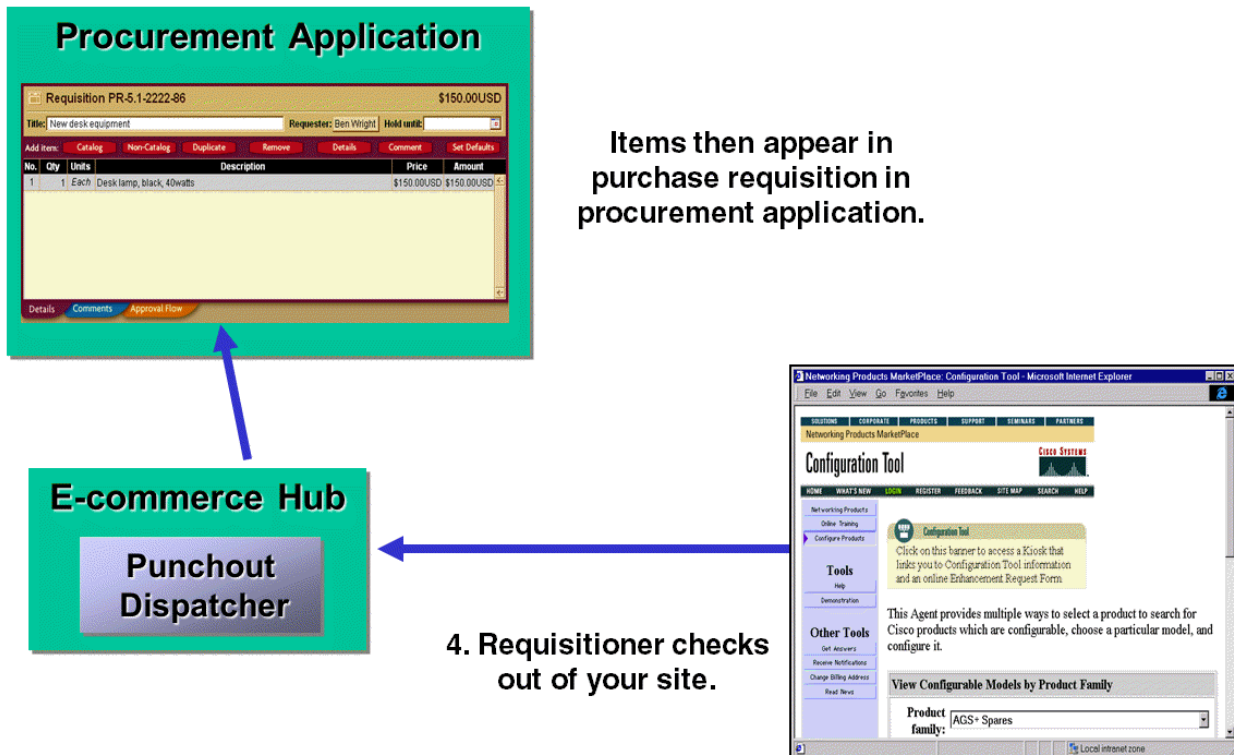 Procurement Application
Requisition PR-5.1-2222-86 $150.00USD
Title: New desk equipment Requester: Ben Wright Hold until:
Add item: Catalog Non-Catalog Duplicate Remove Details Comment Set Defaults
No. Qty Units Description Price Amount
1 1 Each Desk lamp, black, 40watts $150.00USD $150.00USD
Details Comments Approval Flow
Items then appear in
purchase requisition in
procurement application.
E-commerce Hub
Punchout
Dispatcher
4. Requisitioner checks
out of your site.
Networking Products MarketPlace: Configuration Tool - Microsoft Internet Explorer
File Edit View Go Favorites Help
SOLUTIONS CORPORATE PRODUCTS SUPPORT SEMINARS PARTNERS
Networking Products MarketPlace
Configuration Tool
CISCO SYSTEMS
HOME WHAT'S NEW LOGIN REGISTER FEEDBACK SITE MAP SEARCH HELP
Networking Products
Online Training
Configure Products
Tools
Help
Demonstration
Other Tools
Get Answers
Receive Notifications
Change Billing Address
Read News
Configuration Tool
Click on this banner to access a Kiosk that
links you to Configuration Tool information
and an online Enhancement Request Form
This Agent provides multiple ways to select a product to search for
Cisco products which are configurable, choose a particular model, and
configure it.
View Configurable Models by Product Family
Product
family:
AGS+ Spares
Local intranet zone